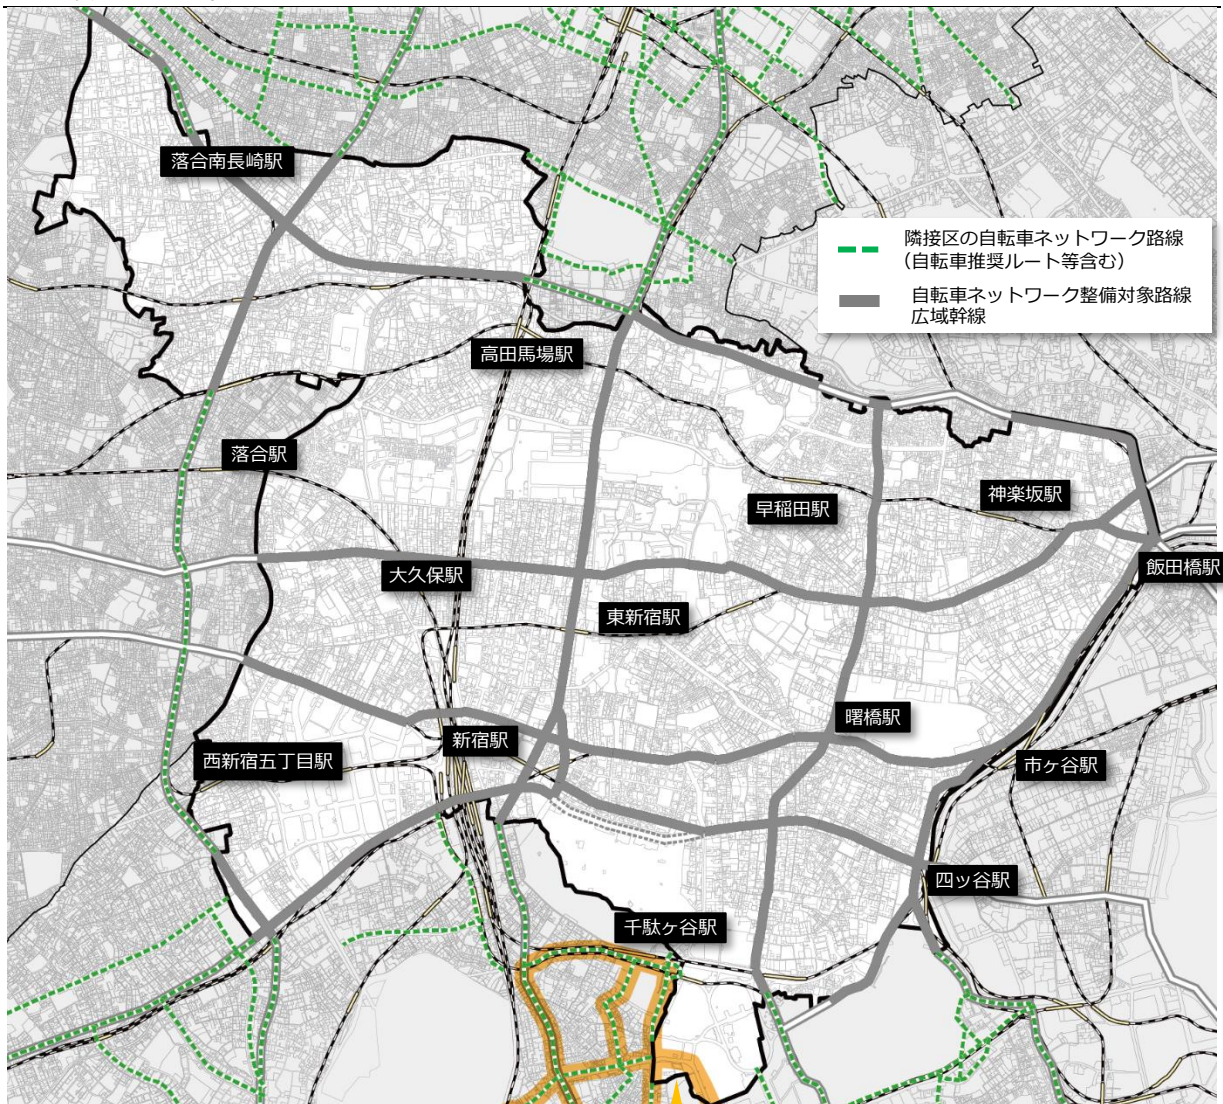 落合南長崎駅
隣接区の自転車ネットワーク路線
(自転車推奨ルート等含む)
自転車ネットワーク整備対象路線
広域幹線
高田馬場駅
落合駅
神楽坂駅
早稲田駅
飯田橋駅
大久保駅
東新宿駅
曙橋駅
新宿駅
西新宿五丁目駅
市ヶ谷駅
四ッ谷駅
千駄ヶ谷駅